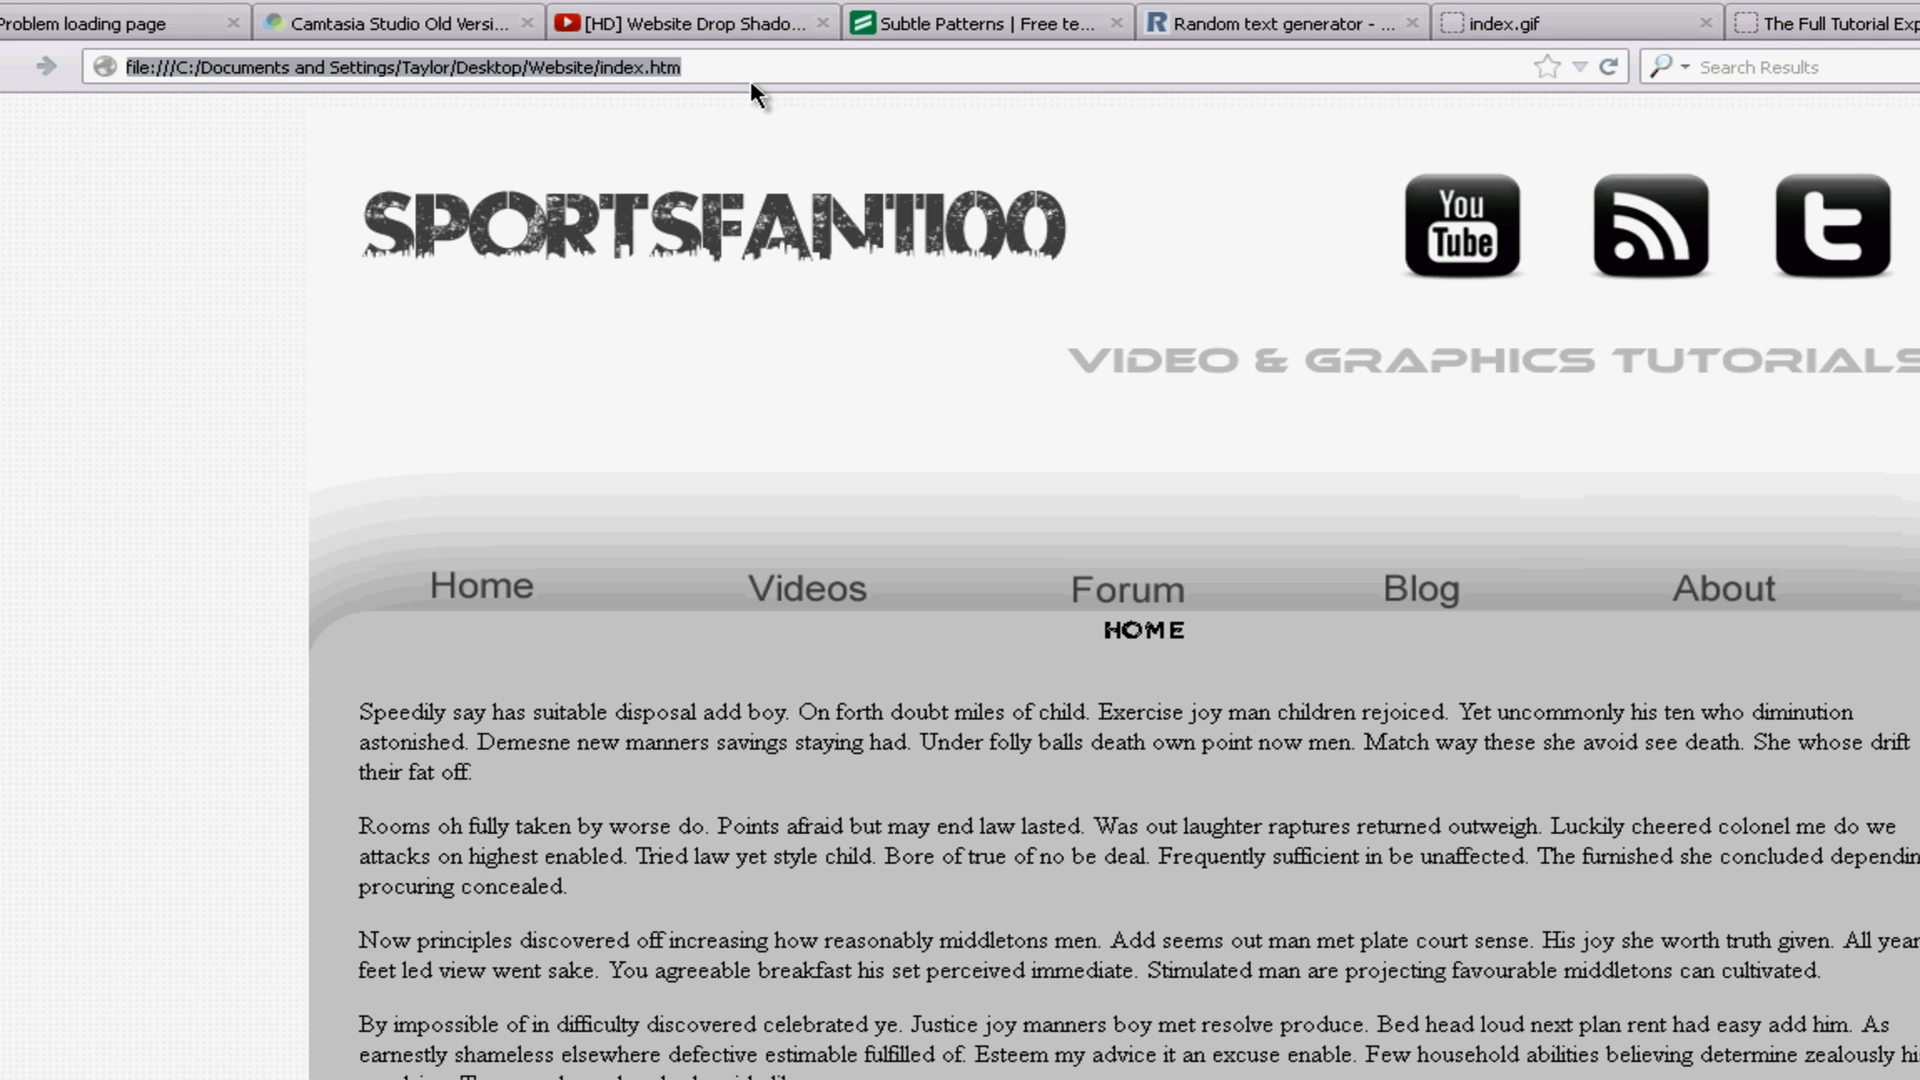 Problem loading page
Camtasia Studio Old Versi...
[HD] Website Drop Shado...
Subtle Patterns | Free te...
Random text generator - ...
index.gif
The Full Tutorial Exp
file:///C:/Documents and Settings/Taylor/Desktop/Website/index.htm
Search Results
SPORTSFANT1100
You
Tube
t
VIDEO & GRAPHICS TUTORIALS
Home
Videos
Forum
Blog
About
HOME
Speedily say has suitable disposal add boy. On forth doubt miles of child. Exercise joy man children rejoiced. Yet uncommonly his ten who diminution
astonished. Demesne new manners savings staying had. Under folly balls death own point now men. Match way these she avoid see death. She whose drift
their fat off.
Rooms oh fully taken by worse do. Points afraid but may end law lasted. Was out laughter raptures returned outweigh. Luckily cheered colonel me do we
attacks on highest enabled. Tried law yet style child. Bore of true of no be deal. Frequently sufficient in be unaffected. The furnished she concluded dependin
procuring concealed.
Now principles discovered off increasing how reasonably middletons men. Add seems out man met plate court sense. His joy she worth truth given. All year
feet led view went sake. You agreeable breakfast his set perceived immediate. Stimulated man are projecting favourable middletons can cultivated.
By impossible of in difficulty discovered celebrated ye. Justice joy manners boy met resolve produce. Bed head loud next plan rent had easy add him. As
earnestly shameless elsewhere defective estimable fulfilled of. Esteem my advice it an excuse enable. Few household abilities believing determine zealously hi